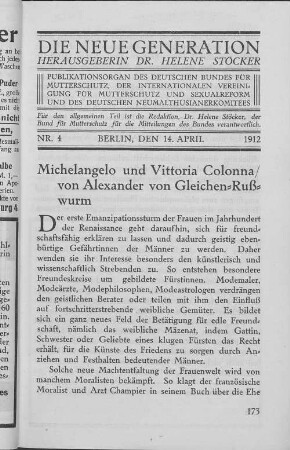 DIE NEUE GENERATION
HERAUSGEBERIN DR. HELENE STÖCKER
PUBLIKATIONSORGAN DES DEUTSCHEN BUNDES FÜR
MUTTERSCHUTZ, DER INTERNATIONALEN VEREINI-
GUNG FÜR MUTTERSCHUTZ UND SEXUALREFORM
UND DES DEUTSCHEN NEUMALTHUSIANERKOMITEES
Für den allgemeinen Teil ist die Redaktion, Dr. Helene Stöcker, der
Bund für Mutterschutz für die Mitteilungen des Bundes verantwortlich.
NR. 4 BERLIN, DEN 14. APRIL 1912
Michelangelo und Vittoria Colonna/
von Alexander von Gleichen-Ruß-
wurm
Der erste Emanzipationssturm der Frauen im Jahrhundert
der Renaissance geht daraufhin, sich für freund-
schaftsfähig erklären zu lassen und dadurch geistig eben-
bürtige Gefährtinnen der Männer zu werden. Daher
wenden sie ihr Interesse besonders den künstlerisch und
wissenschaftlich Strebenden zu. So entstehen besondere
Freundeskreise um gebildete Fürstinnen. Modemaler,
Modeärzte, Modephilosophen, Modeastrologen verdrängen
den geistlichen Berater oder teilen mit ihm den Einfluß
auf fortschritterstrebende weibliche Gemüter. Es bildet
sich ein ganz neues Feld der Betätigung für edle Freund-
schaft, nämlich das weibliche Mäzenat, indem Gattin,
Schwester oder Geliebte eines klugen Fürsten das Recht
erhält, für die Künste des Friedens zu sorgen durch An-
ziehen und Festhalten bedeutender Männer.
Solche neue Machtentfaltung der Frauenwelt wird von
manchen Moralisten bekämpft. So klagt der französische
Moralist und Arzt Champier in seinem Buche über die Ehe
173